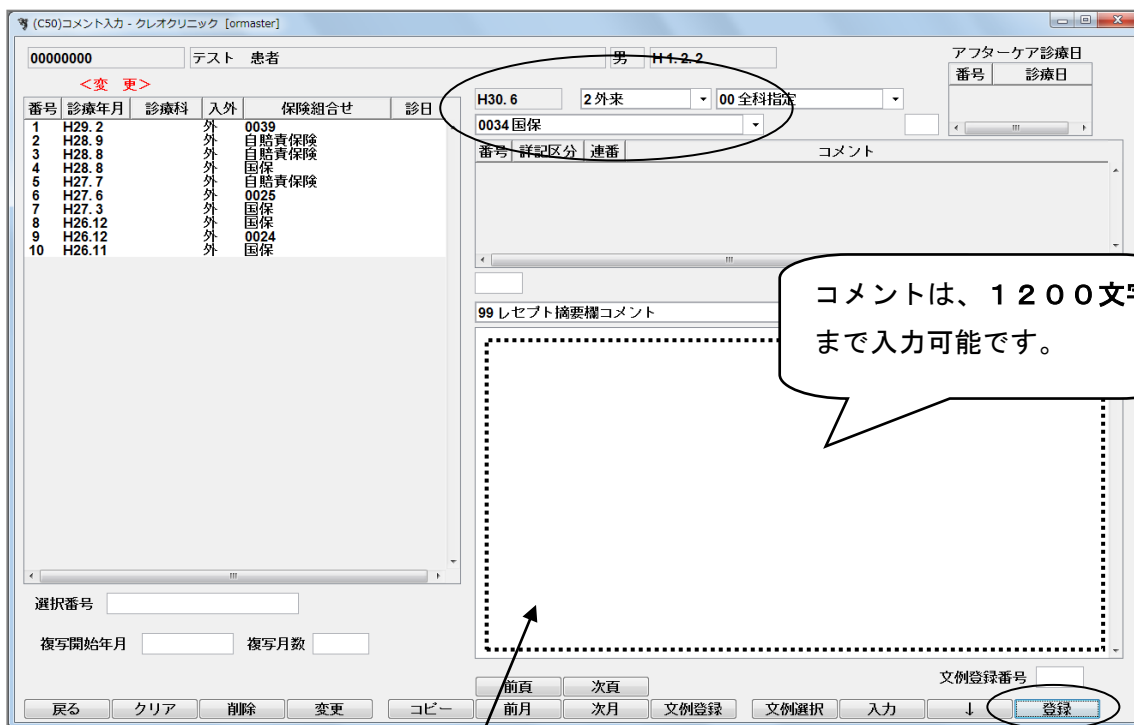 (C50)コメント入力 - クレオクリニック [ormaster]
00000000 テスト 患者 男 H 1. 2. 2
アフターケア診療日
番号 診療日
<変 更>
番号 診療年月 診療科 入外 保険組合せ 診日
1 H29. 2 外 0039
2 H28. 9 外 自賠責保険
3 H28. 8 外 自賠責保険
4 H28. 8 外 国保
5 H27. 7 外 自賠責保険
6 H27. 6 外 0025
7 H27. 3 外 国保
8 H26.12 外 国保
9 H26.12 外 0024
10 H26.11 外 国保
H30. 6 2 外来 00 全科指定
0034 国保
番号 詳記区分 連番 コメント
99 レセプト摘要欄コメント
コメントは、１２００文字
まで入力可能です。
選択番号
複写開始年月 複写月数
文例登録番号
前頁 次頁
戻る クリア 削除 変更 コピー 前月 次月 文例登録 文例選択 入力 ↓ 登録